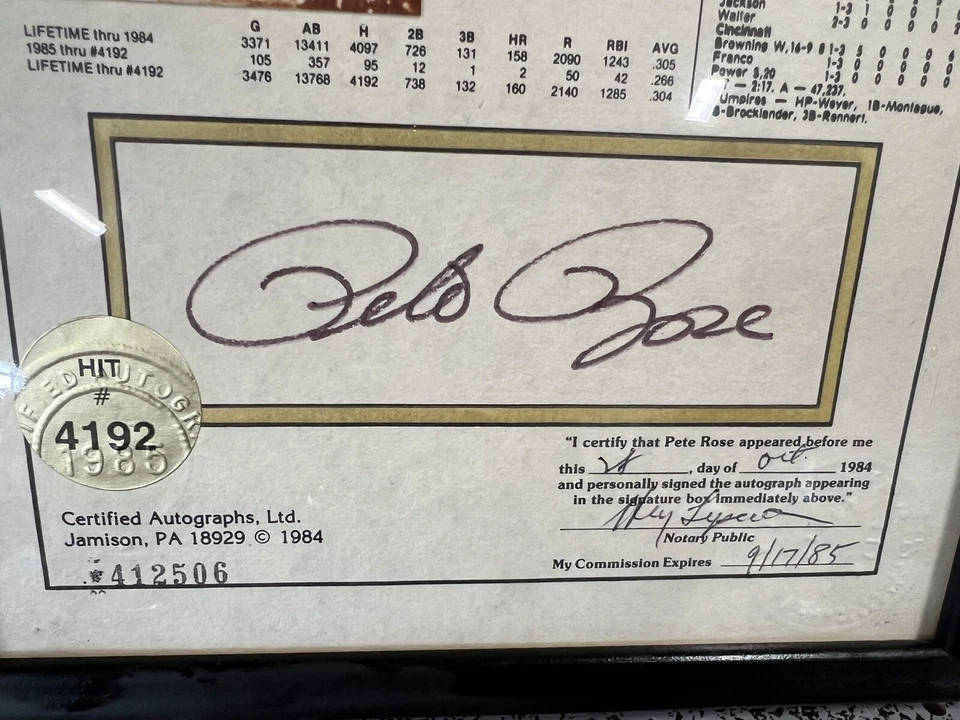 G AB H 2B 3B HR R RBI AVG
LIFETIME thru 1984 3371 13411 4097 726 131 158 2090 1243 .305
1985 thru #4192 105 357 95 12 1 2 50 42 .266
LIFETIME thru #4192 3476 13768 4192 738 132 160 2140 1285 .304
Jackson 1-3 1 0 0 0
Walter 2-3 0 0 0 0
Cincinnati
Browning W,16-9 8 1-3 5 0 0 0 6
Franco 1-3 0 0 0 0
Power S,20 1-3 0 0 0 0
T — 2:17. A — 47,237.
Umpires — HP-Weyer, 1B-Montague,
-Brocklander, 3B-Rennert.
Pete Rose
HIT
#
4192
1985
Certified Autographs, Ltd.
Jamison, PA 18929 © 1984
412506
"I certify that Pete Rose appeared before me
this 28, day of Oct. 1984
and personally signed the autograph appearing
in the signature box immediately above."
Notary Public
My Commission Expires 9/17/85